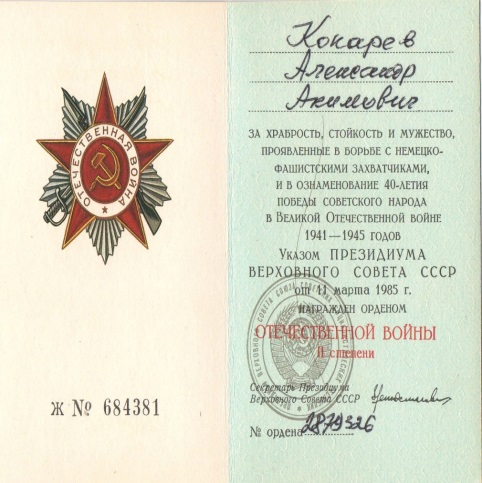 ОТЕЧЕСТВЕННАЯ ВОЙНА
Ж № 684381
Кокарев
Александр
Акимович
ЗА ХРАБРОСТЬ, СТОЙКОСТЬ И МУЖЕСТВО,
ПРОЯВЛЕННЫЕ В БОРЬБЕ С НЕМЕЦКО-
ФАШИСТСКИМИ ЗАХВАТЧИКАМИ,
И В ОЗНАМЕНОВАНИЕ 40-ЛЕТИЯ
ПОБЕДЫ СОВЕТСКОГО НАРОДА
В ВЕЛИКОЙ ОТЕЧЕСТВЕННОЙ ВОЙНЕ
1941—1945 ГОДОВ
УКАЗОМ ПРЕЗИДИУМА
ВЕРХОВНОГО СОВЕТА СССР
от 11 марта 1985 г.
НАГРАЖДЕН ОРДЕНОМ
ОТЕЧЕСТВЕННОЙ ВОЙНЫ
II степени
Секретарь Президиума
Верховного Совета СССР
№ ордена 2879326